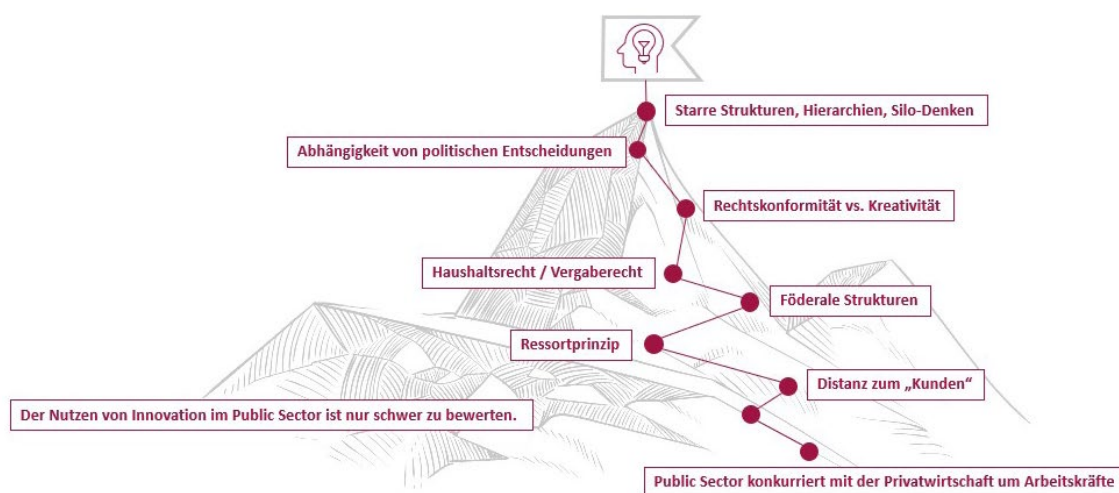 Starre Strukturen, Hierarchien, Silo-Denken
Abhängigkeit von politischen Entscheidungen
Rechtskonformität vs. Kreativität
Haushaltsrecht / Vergaberecht
Föderale Strukturen
Ressortprinzip
Distanz zum „Kunden“
Der Nutzen von Innovation im Public Sector ist nur schwer zu bewerten.
Public Sector konkurriert mit der Privatwirtschaft um Arbeitskräfte